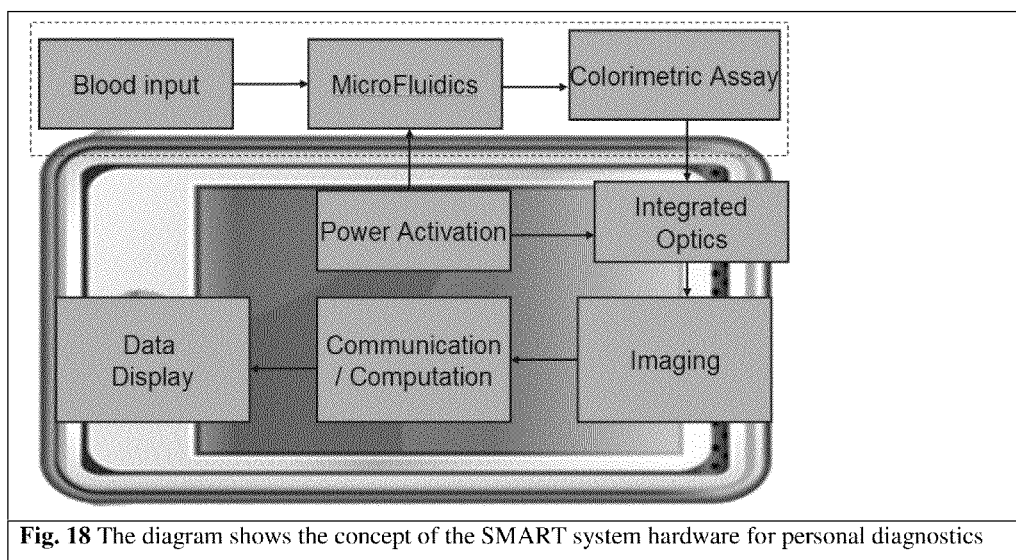 Blood input
MicroFluidics
Colorimetric Assay
Power Activation
Integrated
Optics
Data
Display
Communication
/ Computation
Imaging
Fig. 18 The diagram shows the concept of the SMART system hardware for personal diagnostics